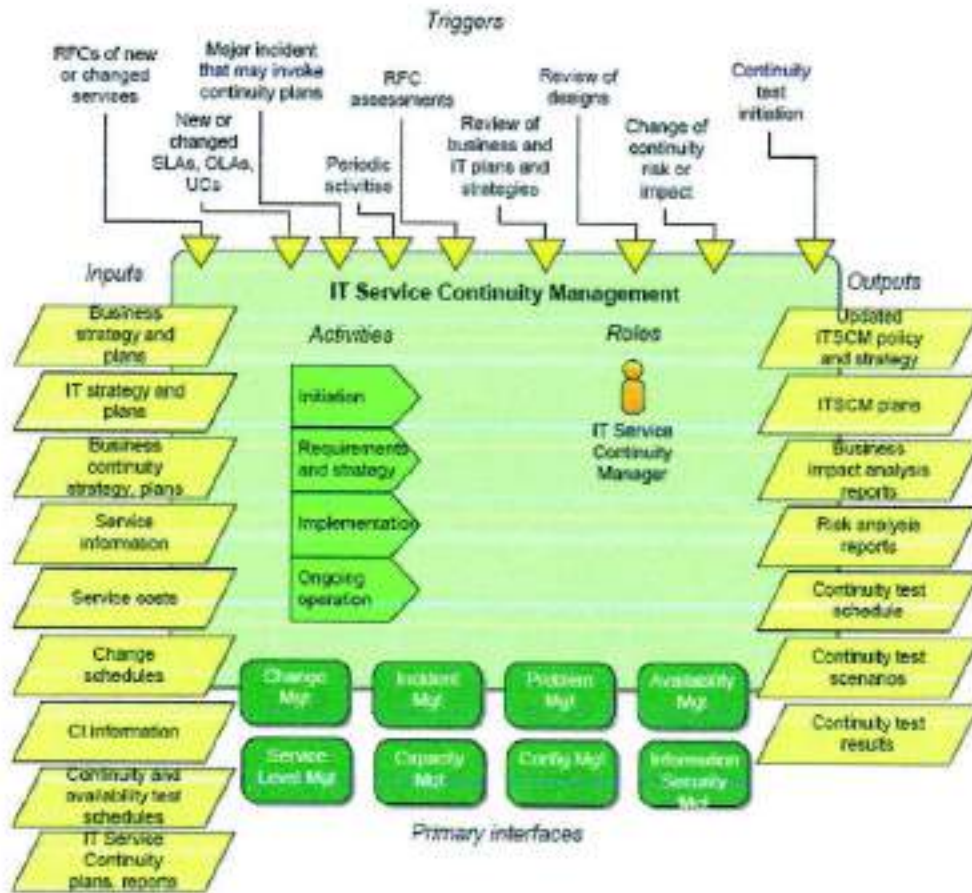 Triggers
RFCs of new
or changed
services
Major incident
that may invoke
continuity plans
New or
changed
SLAs, OLAs,
UCs
Periodic
activities
RFC
assessments
Review of
business and
IT plans and
strategies
Review of
designs
Change of
continuity
risk or
impact
Continuity
test
initiation
Inputs
Business
strategy and
plans
IT strategy and
plans
Business
continuity
strategy, plans
Service
information
Service costs
Change
schedules
CI information
Continuity and
availability test
schedules
IT Service
Continuity
plans, reports
IT Service Continuity Management
Activities
Initiation
Requirements
and strategy
Implementation
Ongoing
operation
Roles
IT Service
Continuity
Manager
Outputs
Updated
ITSCM policy
and strategy
ITSCM plans
Business
impact analysis
reports
Risk analysis
reports
Continuity test
schedule
Continuity test
scenarios
Continuity test
results
Change
Mgt
Incident
Mgt
Problem
Mgt
Availability
Mgt
Service
Level Mgt
Capacity
Mgt
Config Mgt
Information
Security
Mgt
Primary interfaces